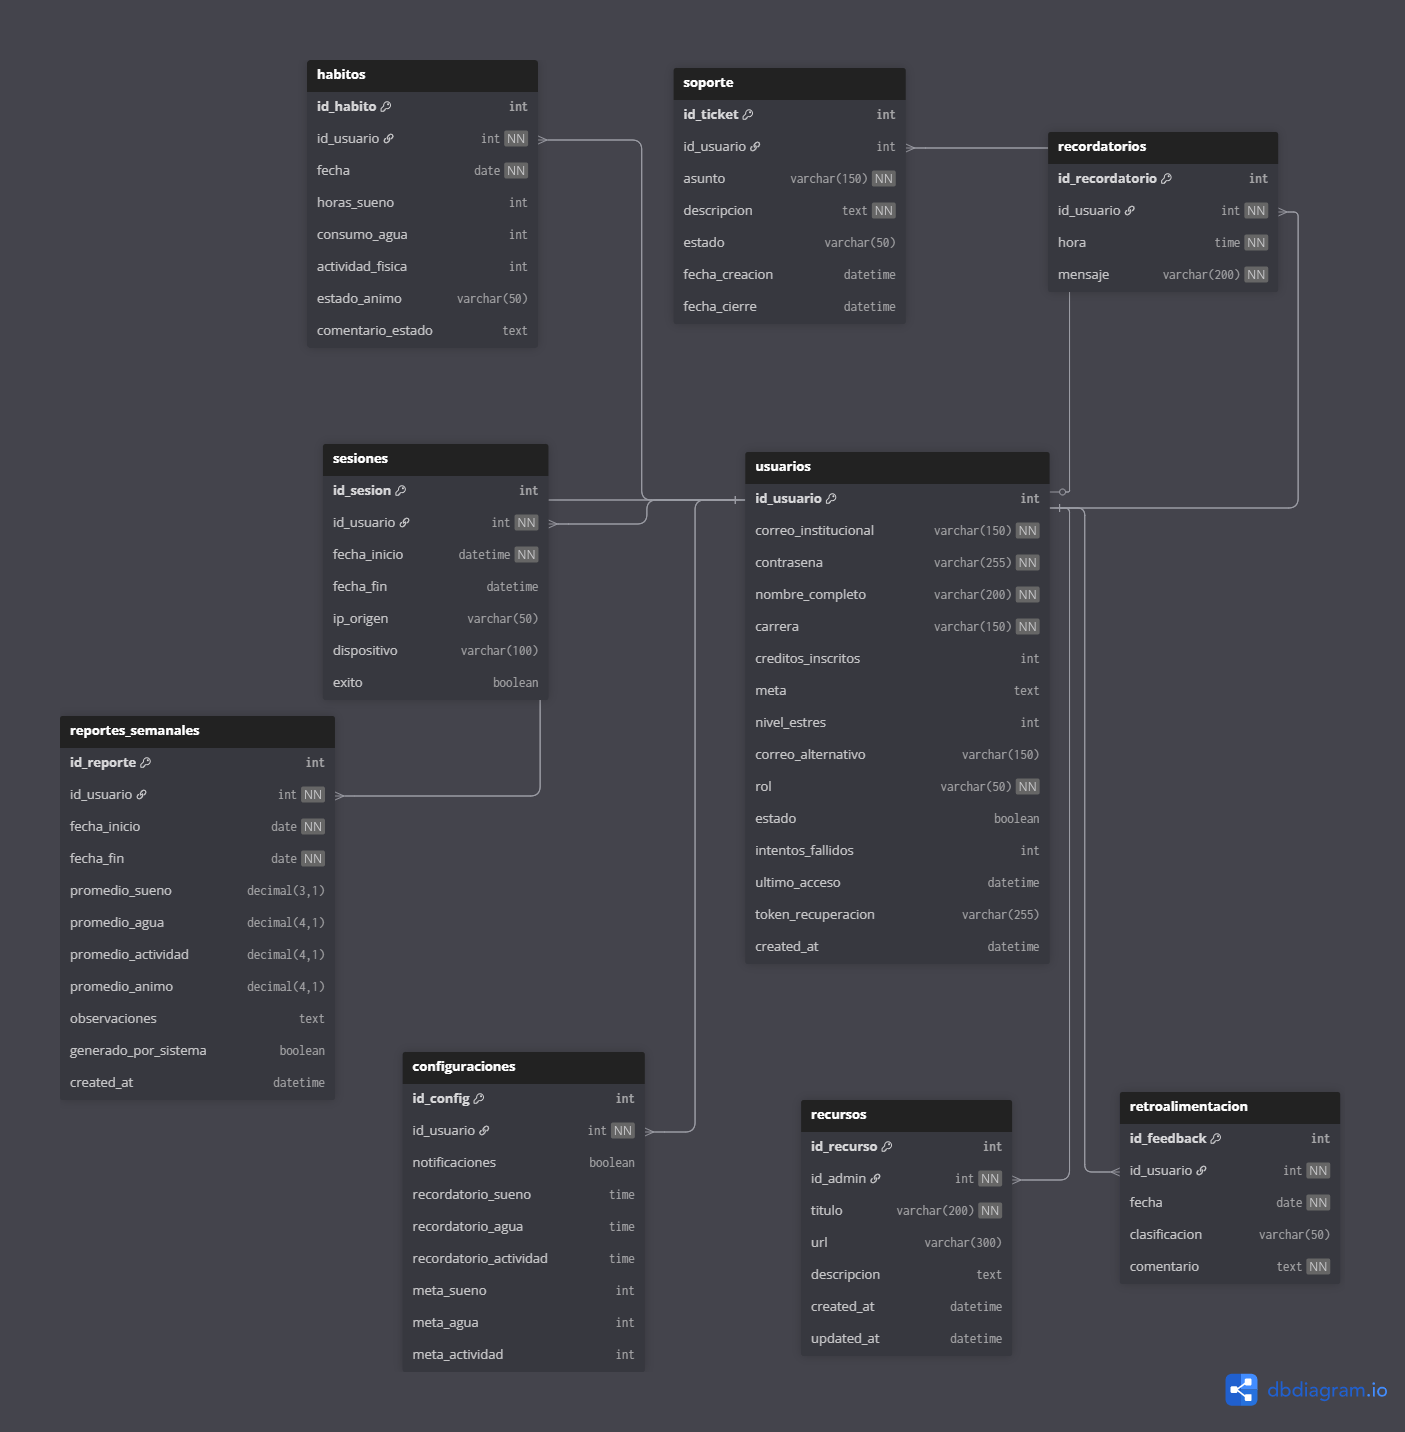 habitos
id_habito int
id_usuario int NN
fecha date NN
horas_sueno int
consumo_agua int
actividad_fisica int
estado_animo varchar(50)
comentario_estado text
soporte
id_ticket int
id_usuario int
asunto varchar(150) NN
descripcion text NN
estado varchar(50)
fecha_creacion datetime
fecha_cierre datetime
recordatorios
id_recordatorio int
id_usuario int NN
hora time NN
mensaje varchar(200) NN
sesiones
id_sesion int
id_usuario int NN
fecha_inicio datetime NN
fecha_fin datetime
ip_origen varchar(50)
dispositivo varchar(100)
exito boolean
usuarios
id_usuario int
correo_institucional varchar(150) NN
contrasena varchar(255) NN
nombre_completo varchar(200) NN
carrera varchar(150) NN
creditos_inscritos int
meta text
nivel_estres int
correo_alternativo varchar(150)
rol varchar(50) NN
estado boolean
intentos_fallidos int
ultimo_acceso datetime
token_recuperacion varchar(255)
created_at datetime
reportes_semanales
id_reporte int
id_usuario int NN
fecha_inicio date NN
fecha_fin date NN
promedio_sueno decimal(3,1)
promedio_agua decimal(4,1)
promedio_actividad decimal(4,1)
promedio_animo decimal(4,1)
observaciones text
generado_por_sistema boolean
created_at datetime
configuraciones
id_config int
id_usuario int NN
notificaciones boolean
recordatorio_sueno time
recordatorio_agua time
recordatorio_actividad time
meta_sueno int
meta_agua int
meta_actividad int
recursos
id_recurso int
id_admin int NN
titulo varchar(200) NN
url varchar(300)
descripcion text
created_at datetime
updated_at datetime
retroalimentacion
id_feedback int
id_usuario int NN
fecha date NN
clasificacion varchar(50)
comentario text NN
dbdiagram.io